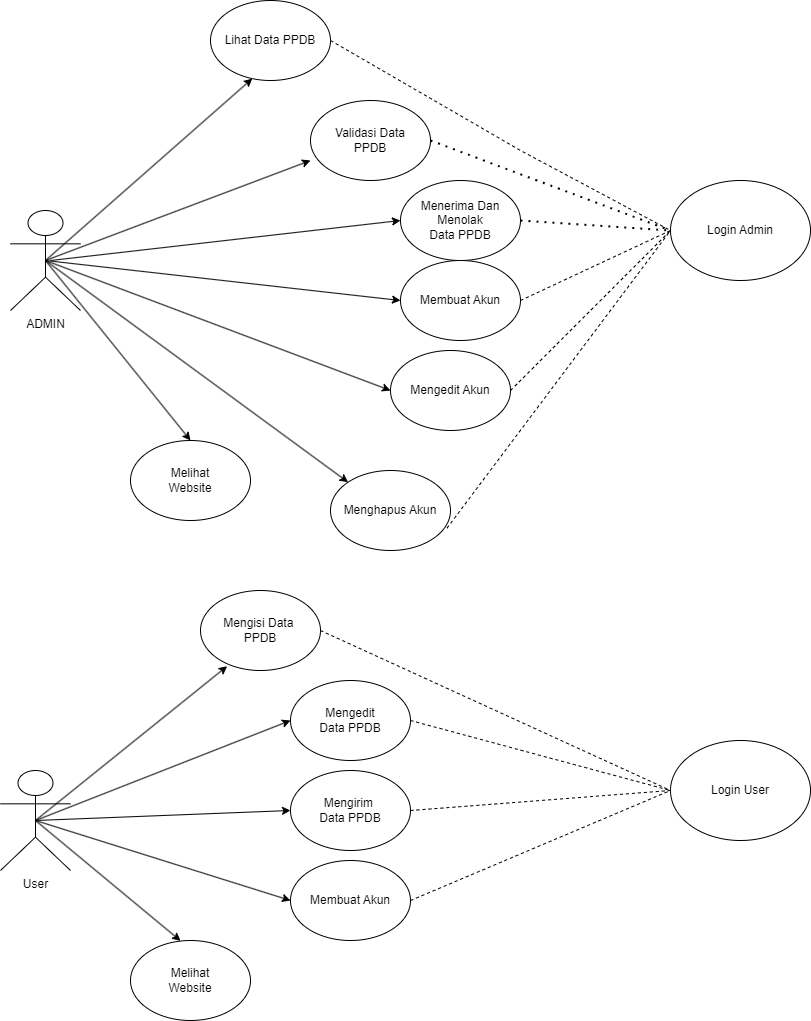 Lihat Data PPDB
Validasi Data
PPDB
Menerima Dan
Menolak
Data PPDB
Login Admin
Membuat Akun
ADMIN
Mengedit Akun
Melihat
Website
Menghapus Akun
Mengisi Data
PPDB
Mengedit
Data PPDB
Login User
Mengirim
Data PPDB
User
Membuat Akun
Melihat
Website